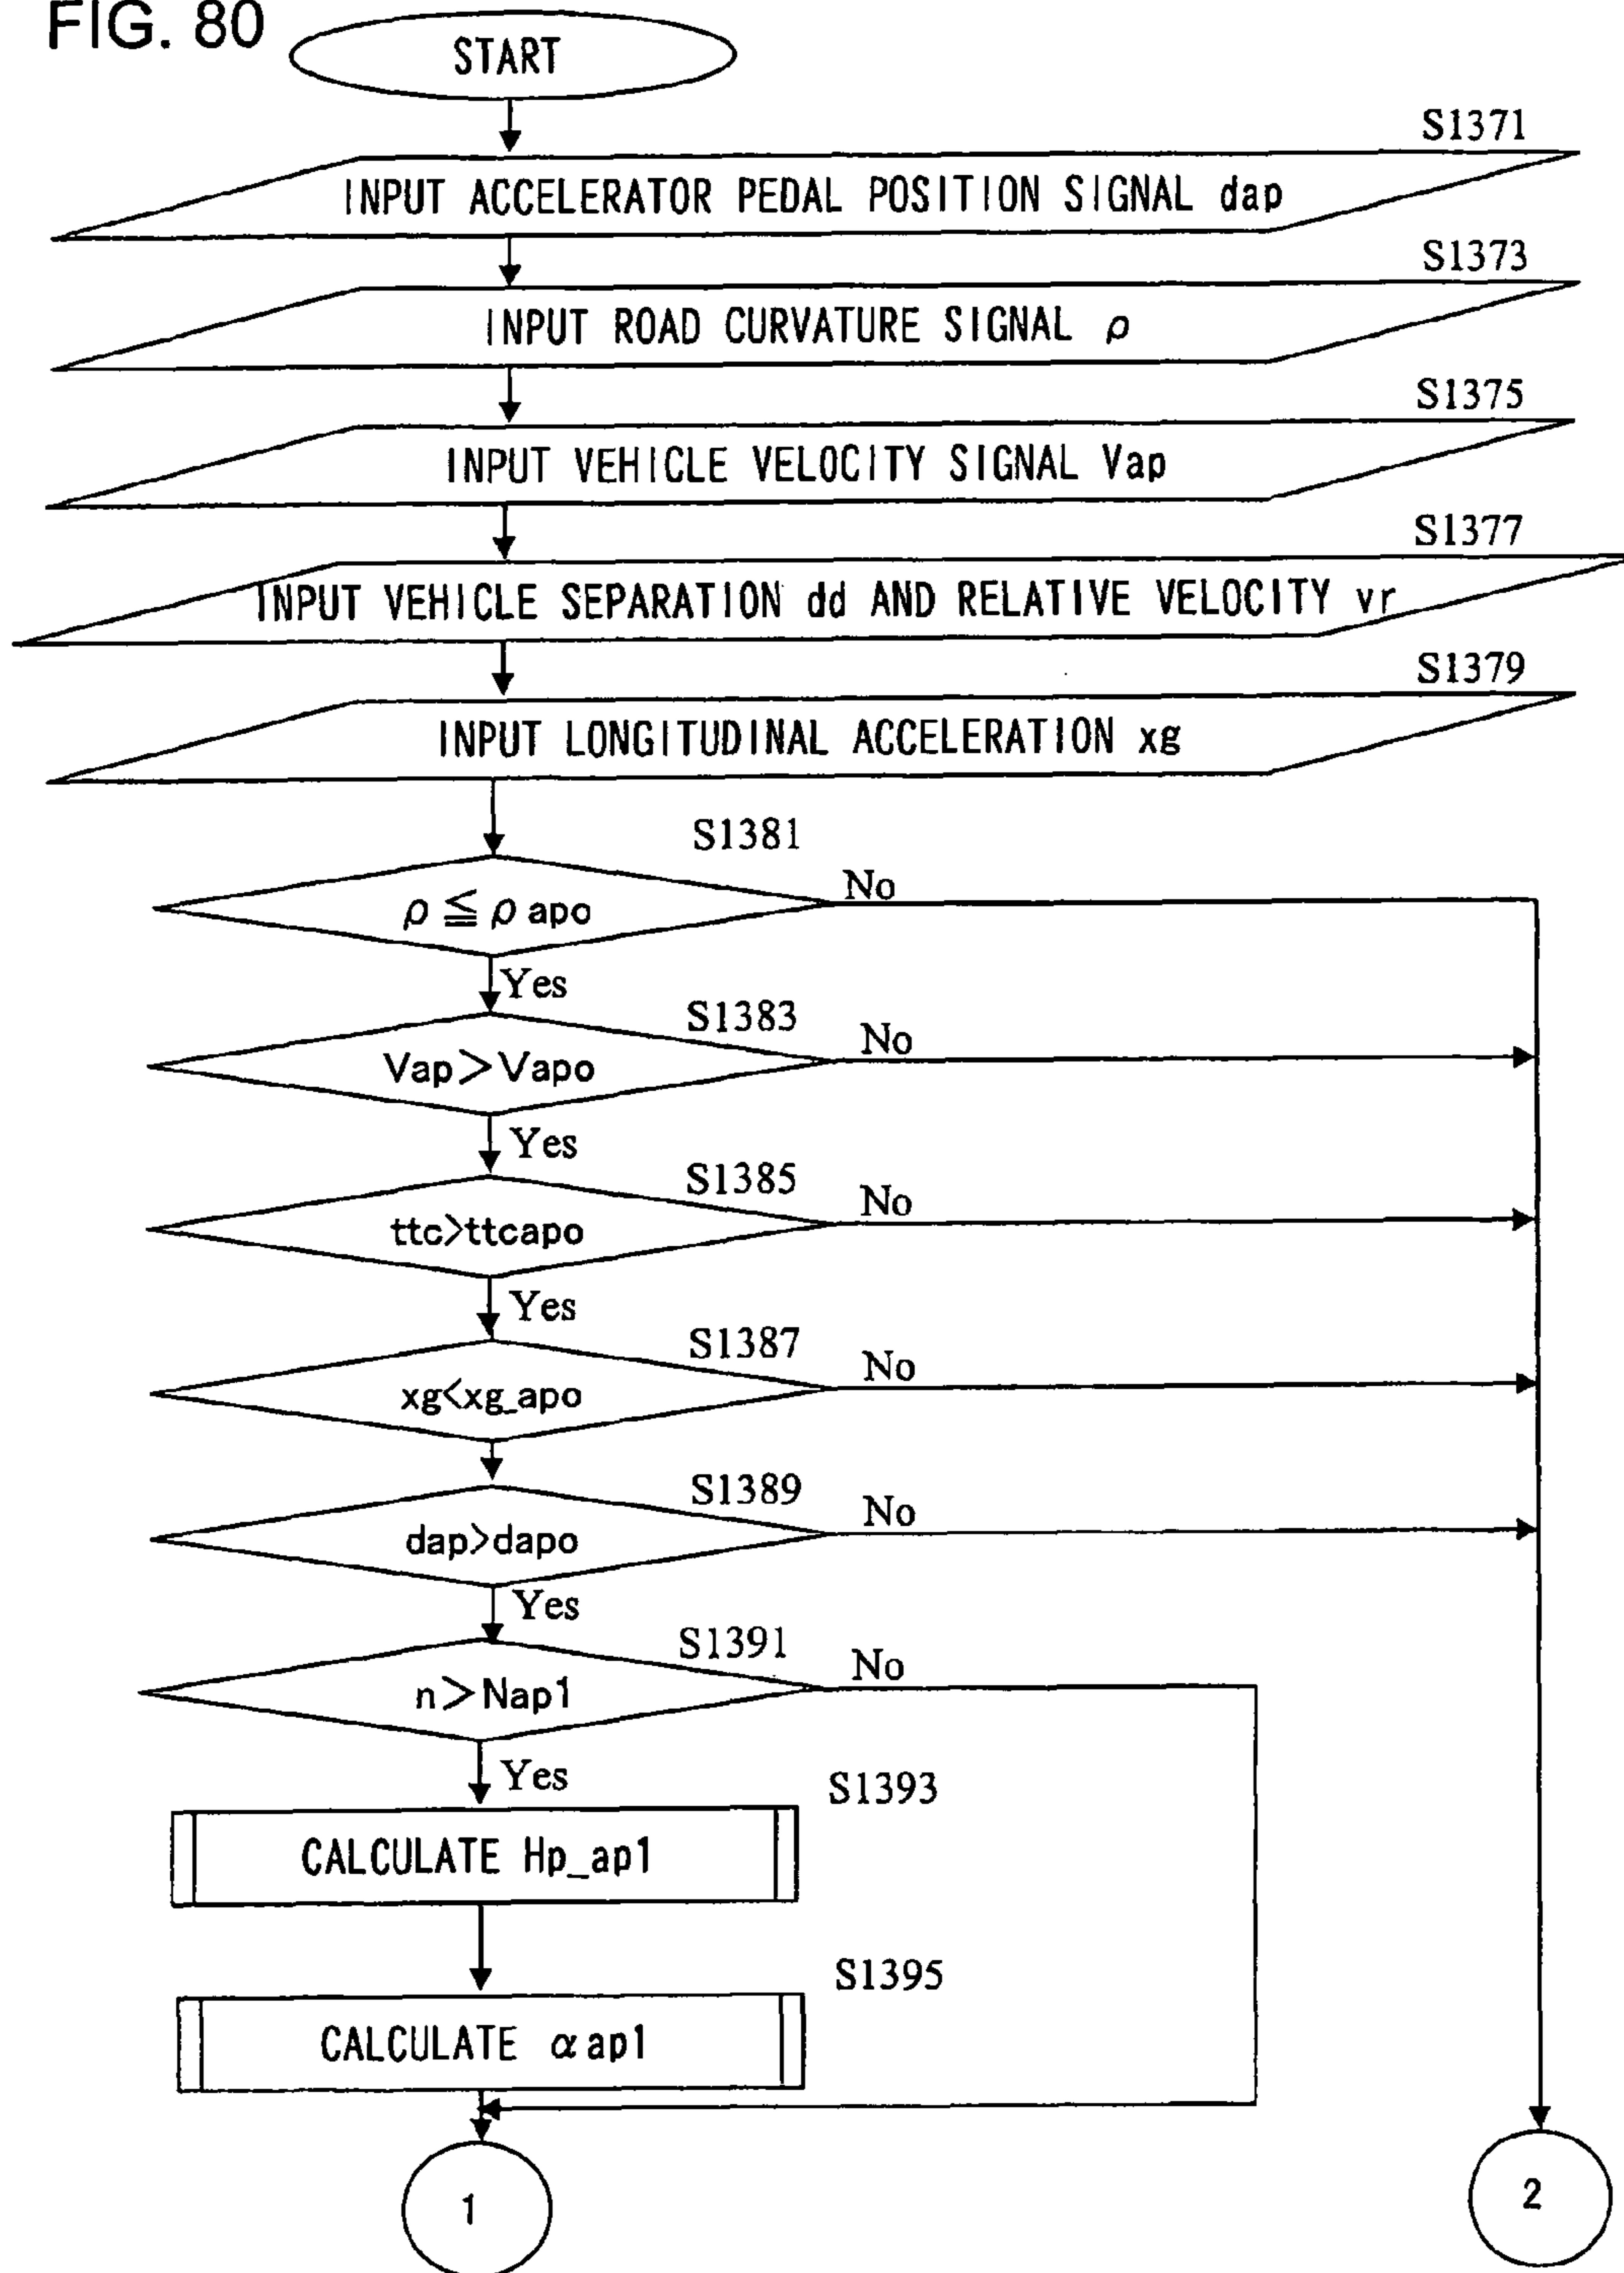 FIG. 80
START
S1371
INPUT ACCELERATOR PEDAL POSITION SIGNAL dap
S1373
INPUT ROAD CURVATURE SIGNAL ρ
S1375
INPUT VEHICLE VELOCITY SIGNAL Vap
S1377
INPUT VEHICLE SEPARATION dd AND RELATIVE VELOCITY vr
S1379
INPUT LONGITUDINAL ACCELERATION xg
S1381
ρ ≦ ρ apo
No
Yes
S1383
Vap>Vapo
No
Yes
S1385
ttc>ttcapo
No
Yes
S1387
xg<xg_apo
No
S1389
dap>dapo
No
Yes
S1391
n>Nap1
No
Yes
S1393
CALCULATE Hp_ap1
S1395
CALCULATE α ap1
1
2